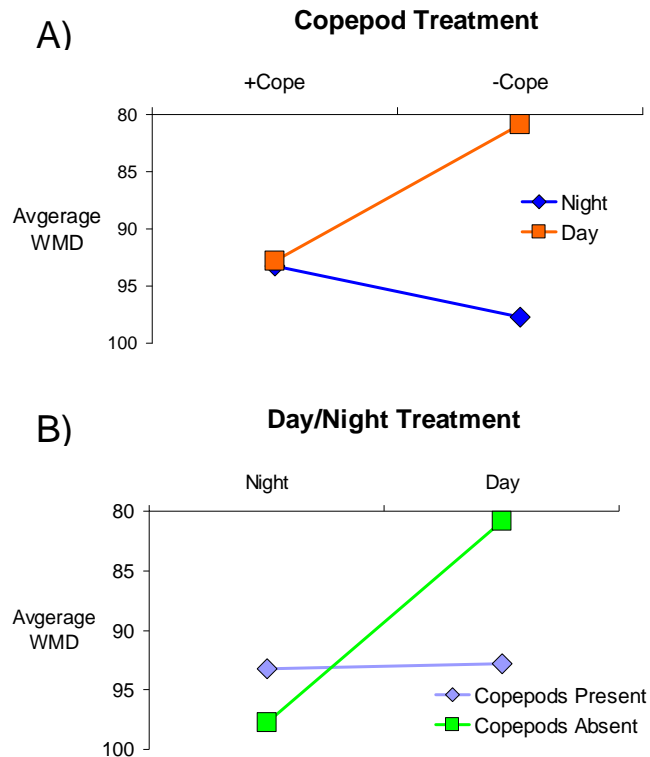 A)
Copepod Treatment
+Cope -Cope
80
85
90
95
100
Avgerage
WMD
Night
Day
B)
Day/Night Treatment
Night Day
80
85
90
95
100
Avgerage
WMD
Copepods Present
Copepods Absent